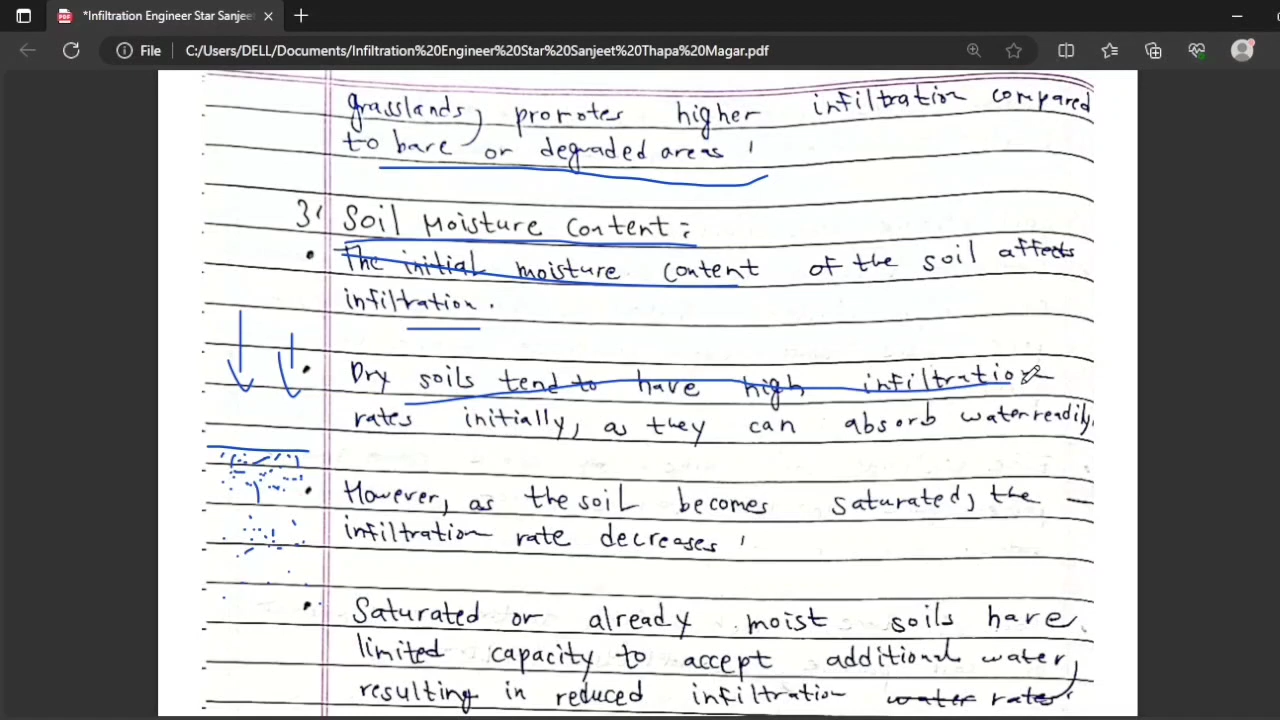 *Infiltration Engineer Star Sanjee
File C:/Users/DELL/Documents/Infiltration%20Engineer%20Star%20Sanjeet%20Thapa%20Magar.pdf
grasslands, promotes higher infiltration compared
to bare or degraded areas.
3. Soil Moisture Content:
• The initial moisture content of the soil affects
infiltration.
• Dry soils tend to have high infiltration
rates initially, as they can absorb water readily.
• However, as the soil becomes saturated, the
infiltration rate decreases.
• Saturated or already moist soils have
limited capacity to accept additional water,
resulting in reduced infiltration water rates.